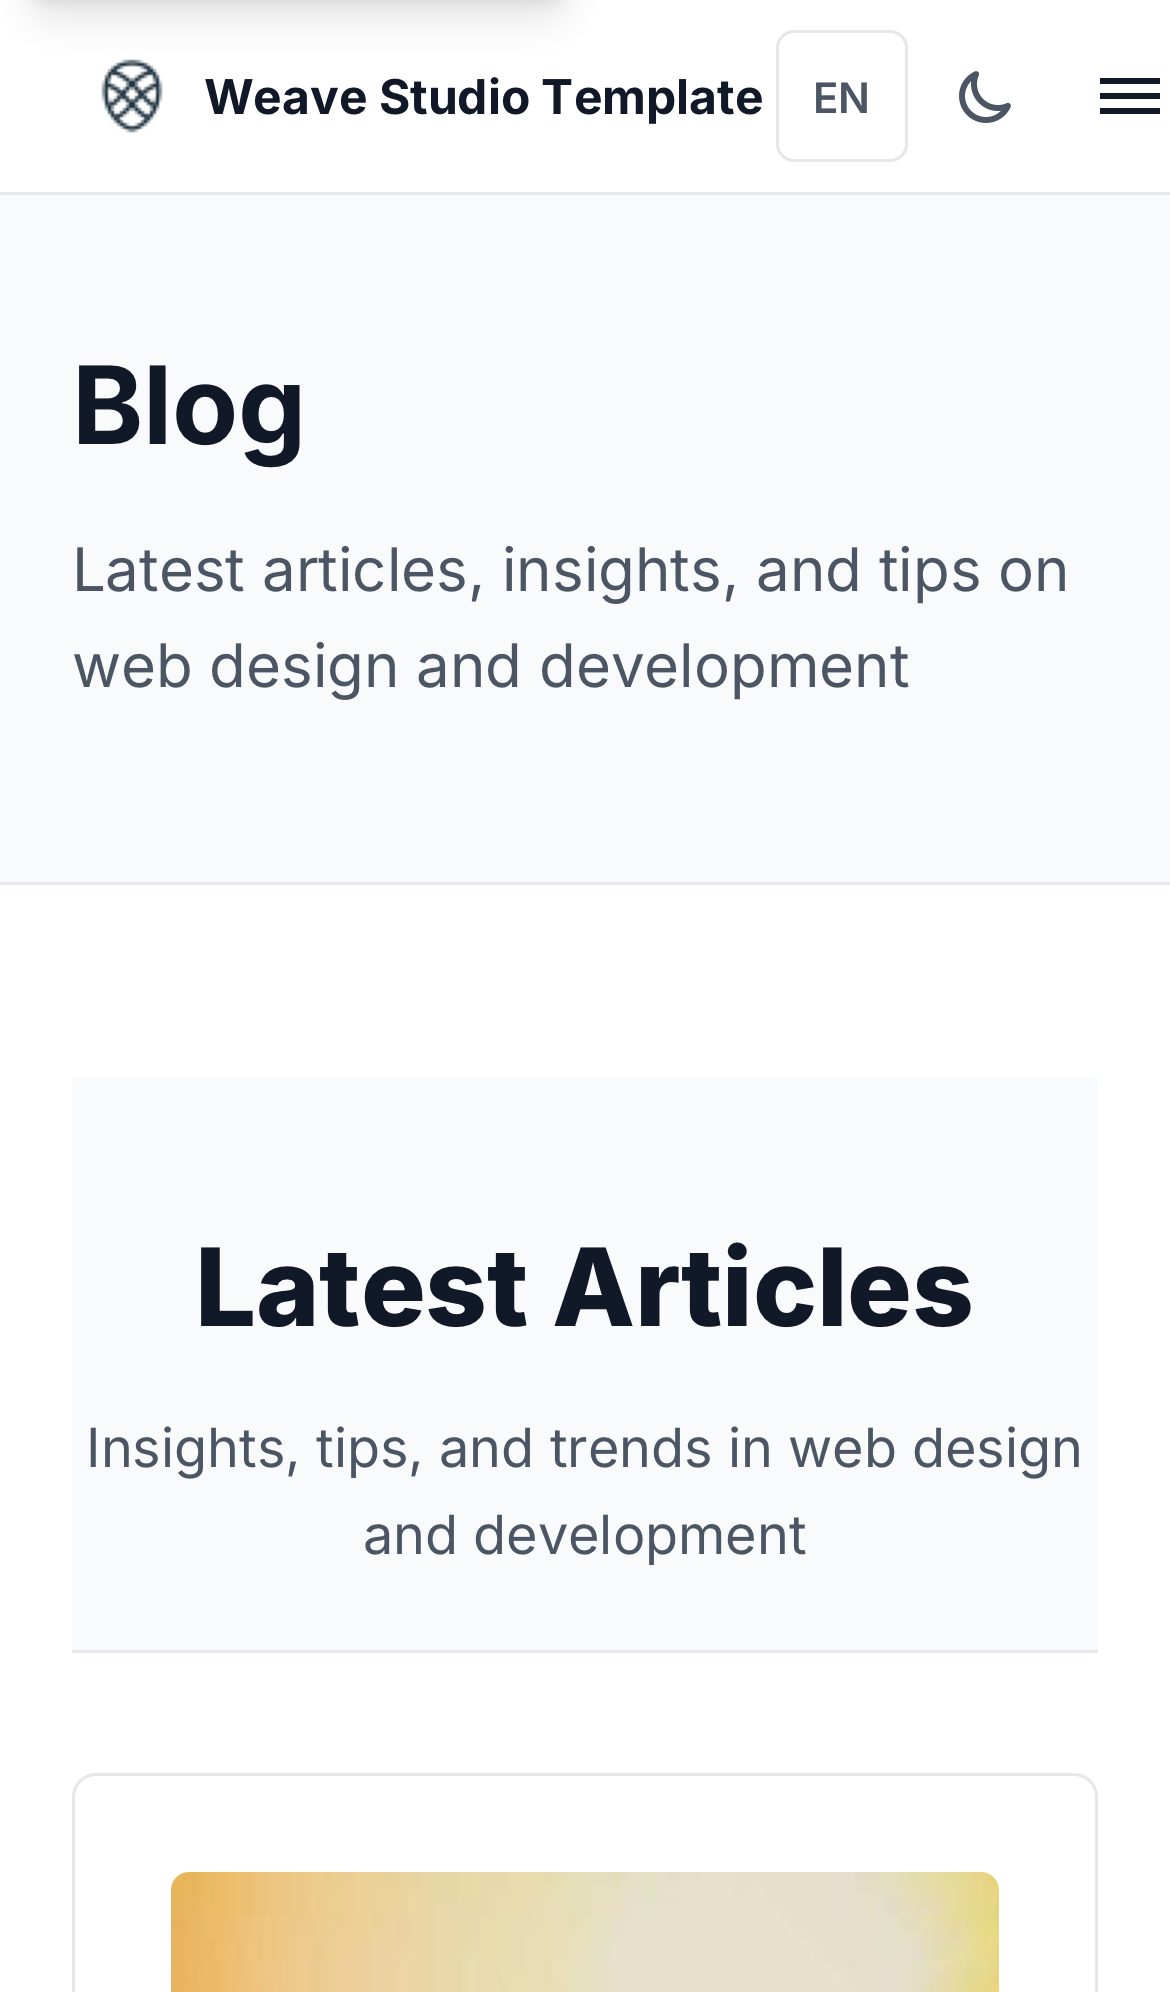 Weave Studio Template
EN
Blog
Latest articles, insights, and tips on
web design and development
Latest Articles
Insights, tips, and trends in web design
and development